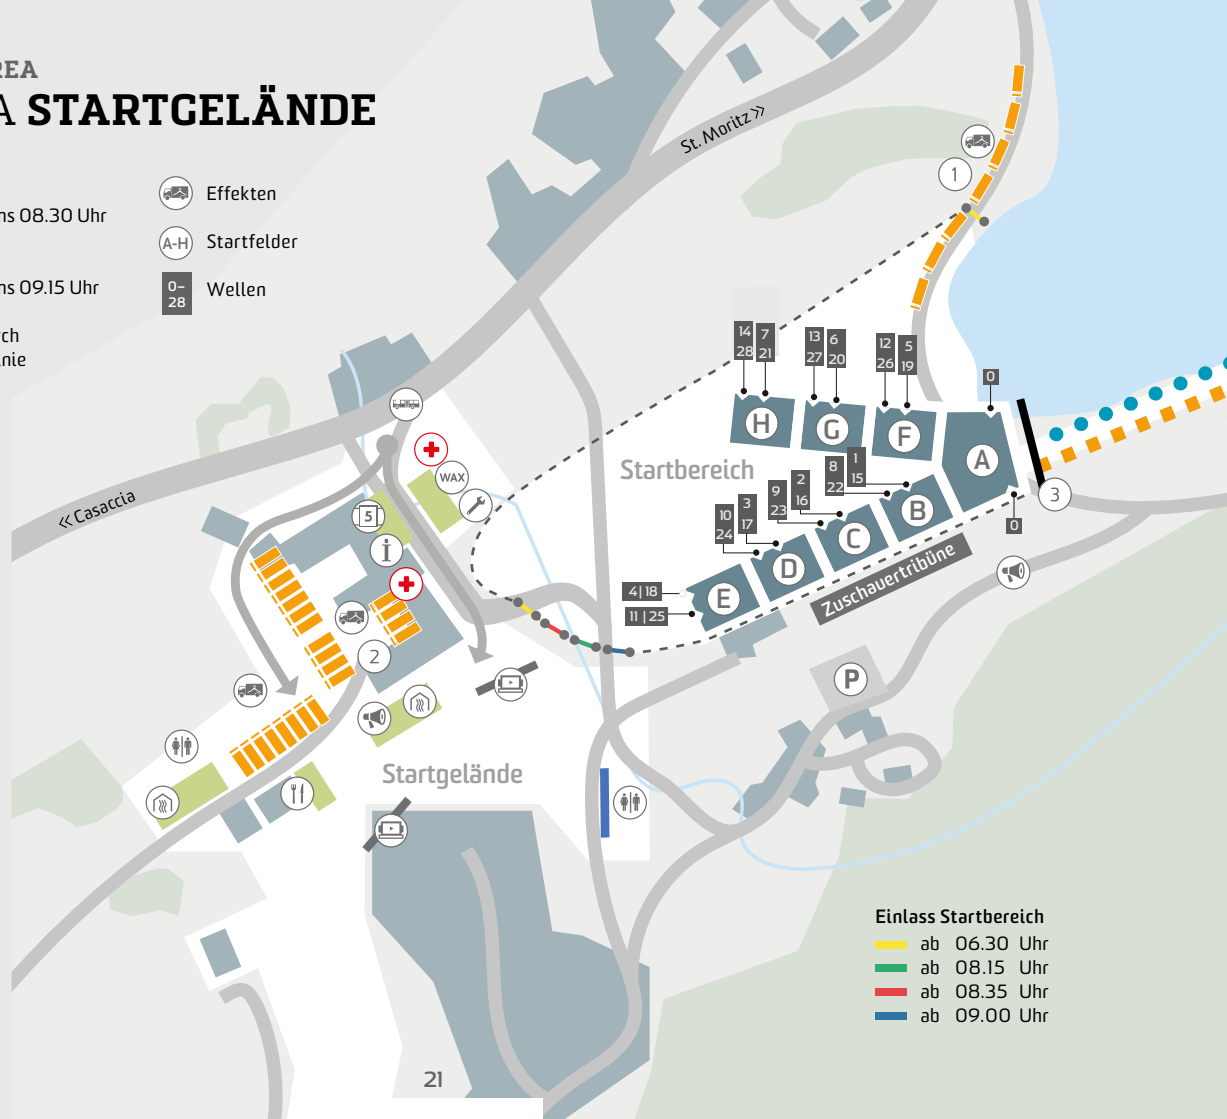 REA
A STARTGELÄNDE
Effekten
ns 08.30 Uhr
A-H Startfelder
ns 09.15 Uhr
0–
28
Wellen
rch
inie
St. Moritz >>
<< Casaccia
1
14
28
7
21
13
27
6
20
12
26
5
19
0
H
G
F
A
Startbereich
1
15
8
22
2
16
9
23
3
17
10
24
B
C
D
E
4|18
11 | 25
0
3
Zuschauertribüne
WAX
5
i
2
P
Startgelände
Einlass Startbereich
ab 06.30 Uhr
ab 08.15 Uhr
ab 08.35 Uhr
ab 09.00 Uhr
21